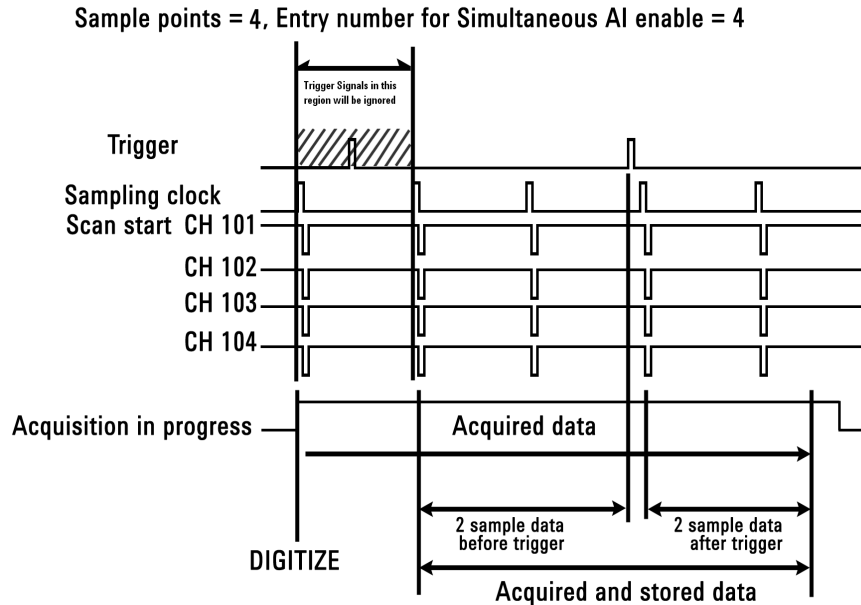 Sample points = 4, Entry number for Simultaneous AI enable = 4
Trigger Signals in this
region will be ignored
Trigger
Sampling clock
Scan start CH 101
CH 102
CH 103
CH 104
Acquisition in progress
Acquired data
2 sample data
before trigger
2 sample data
after trigger
DIGITIZE
Acquired and stored data